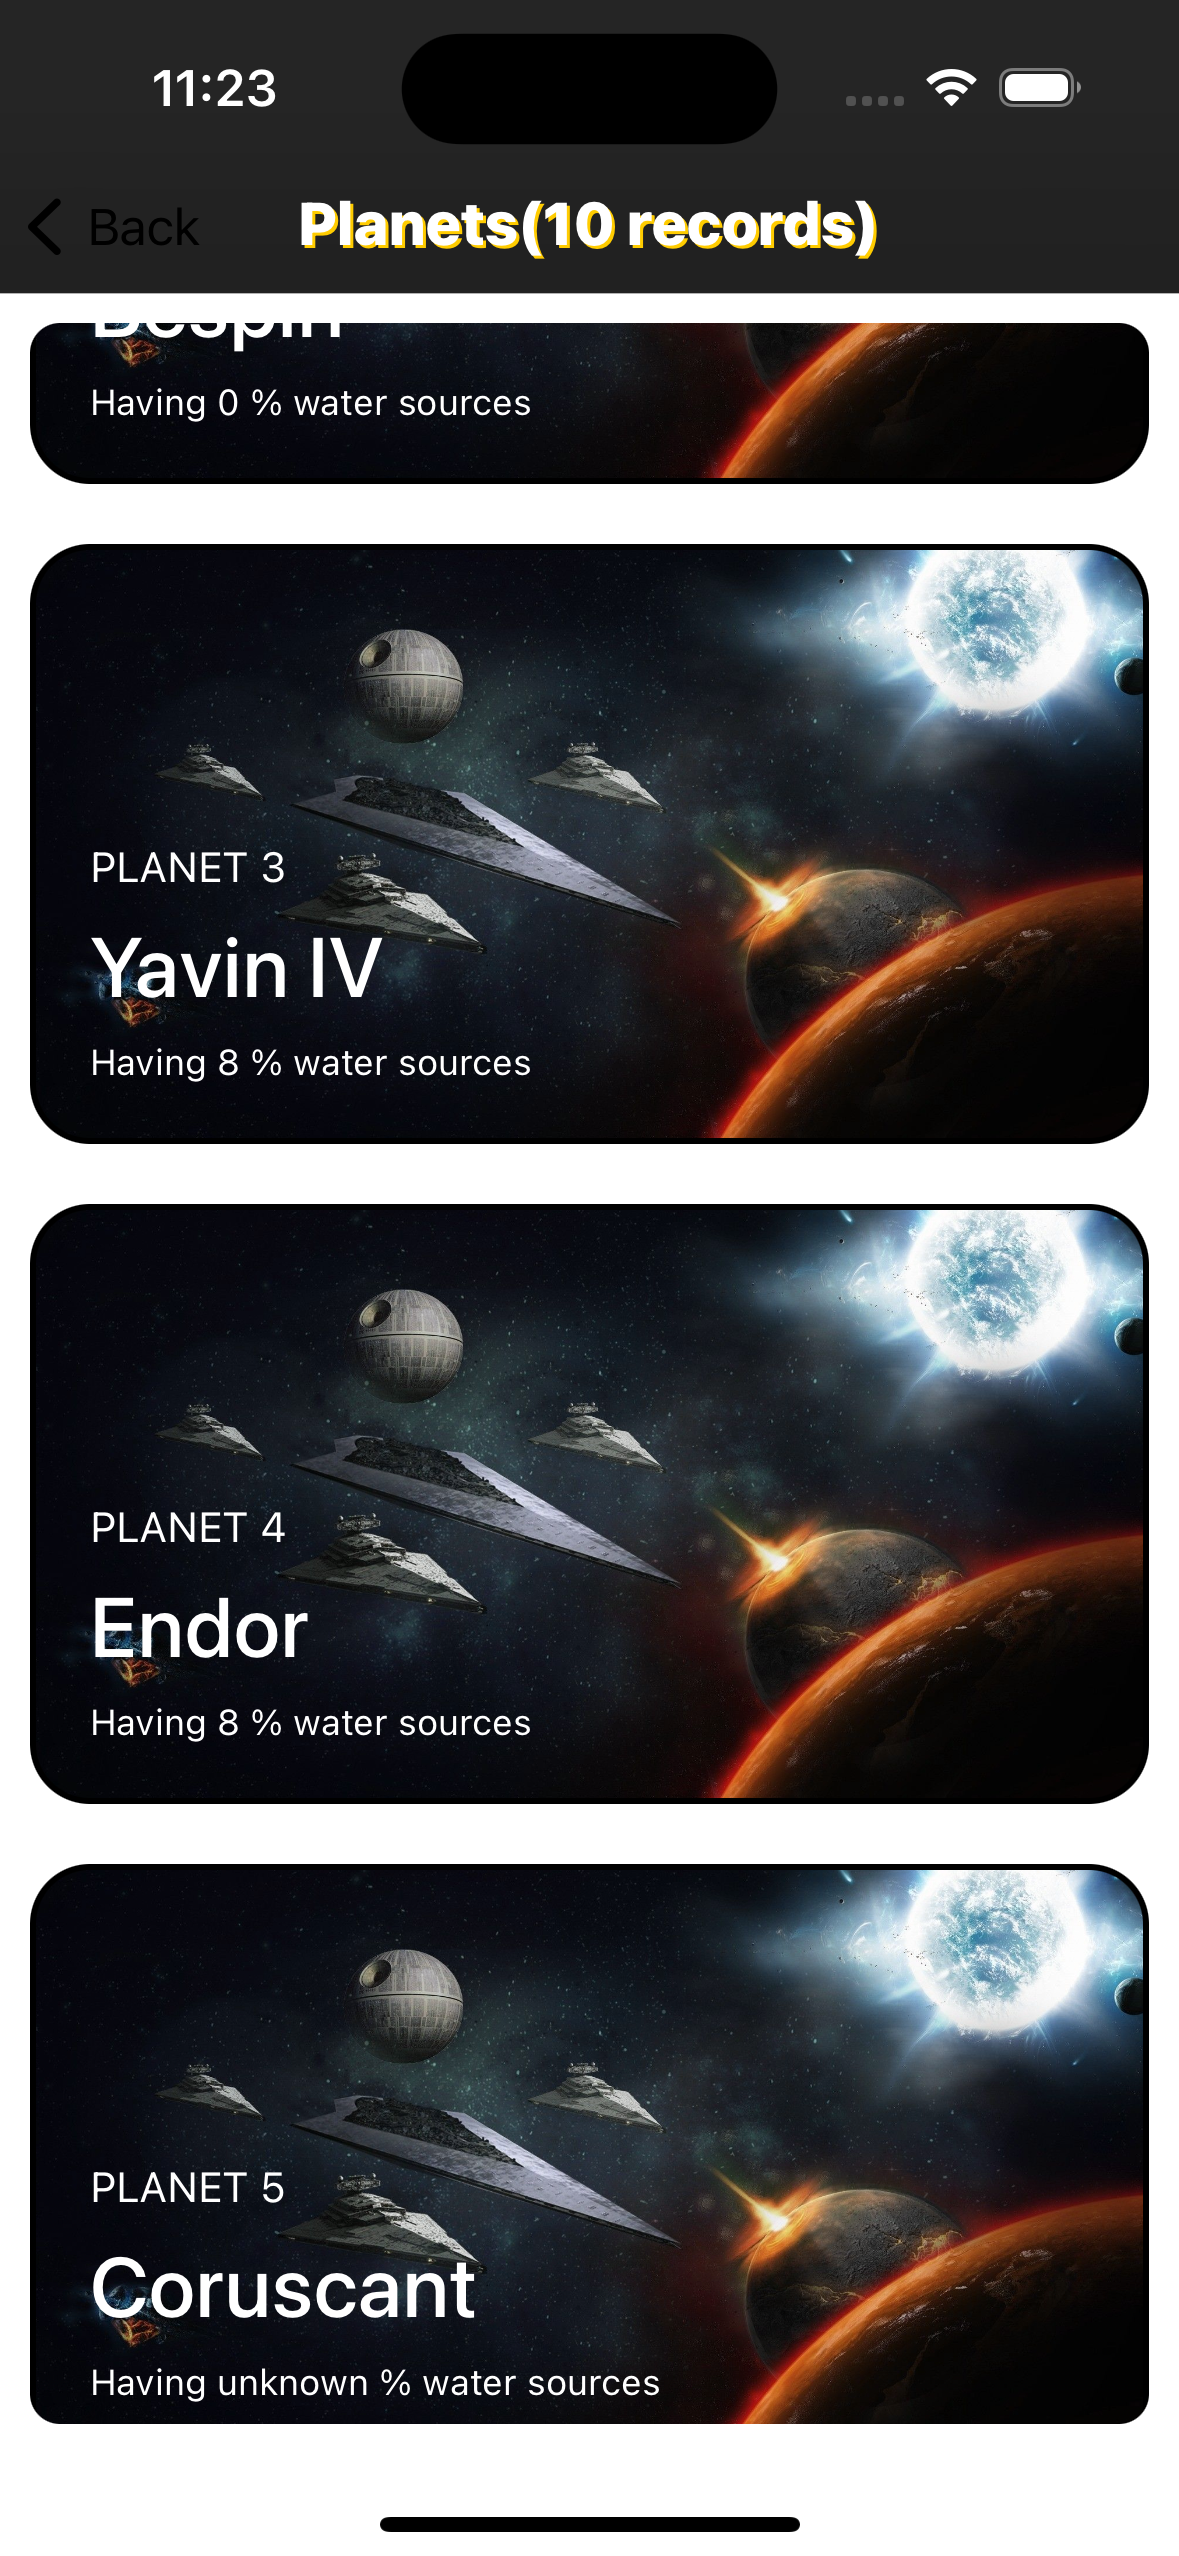 11:23
Back
Planets(10 records)
Bespin
Having 0 % water sources
PLANET 3
Yavin IV
Having 8 % water sources
PLANET 4
Endor
Having 8 % water sources
PLANET 5
Coruscant
Having unknown % water sources